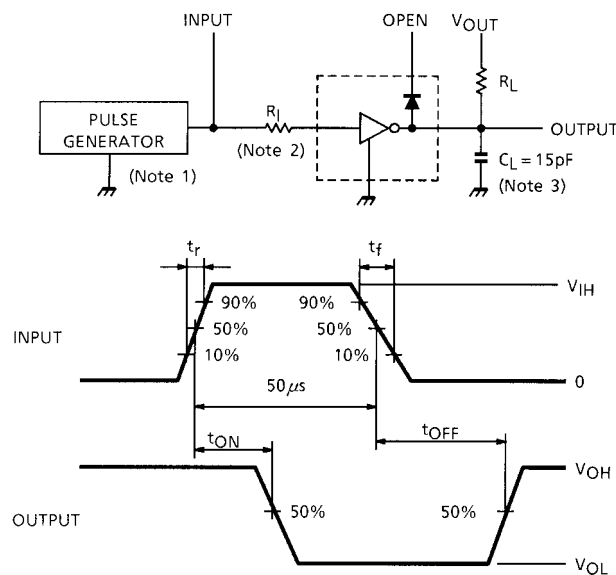 INPUT
OPEN
VOUT
RL
PULSE
GENERATOR
(Note 1)
RI
(Note 2)
OUTPUT
CL = 15pF
(Note 3)
tr
tf
VIH
90%
90%
INPUT
50%
50%
10%
10%
0
50μs
tON
tOFF
VOH
OUTPUT
50%
50%
VOL